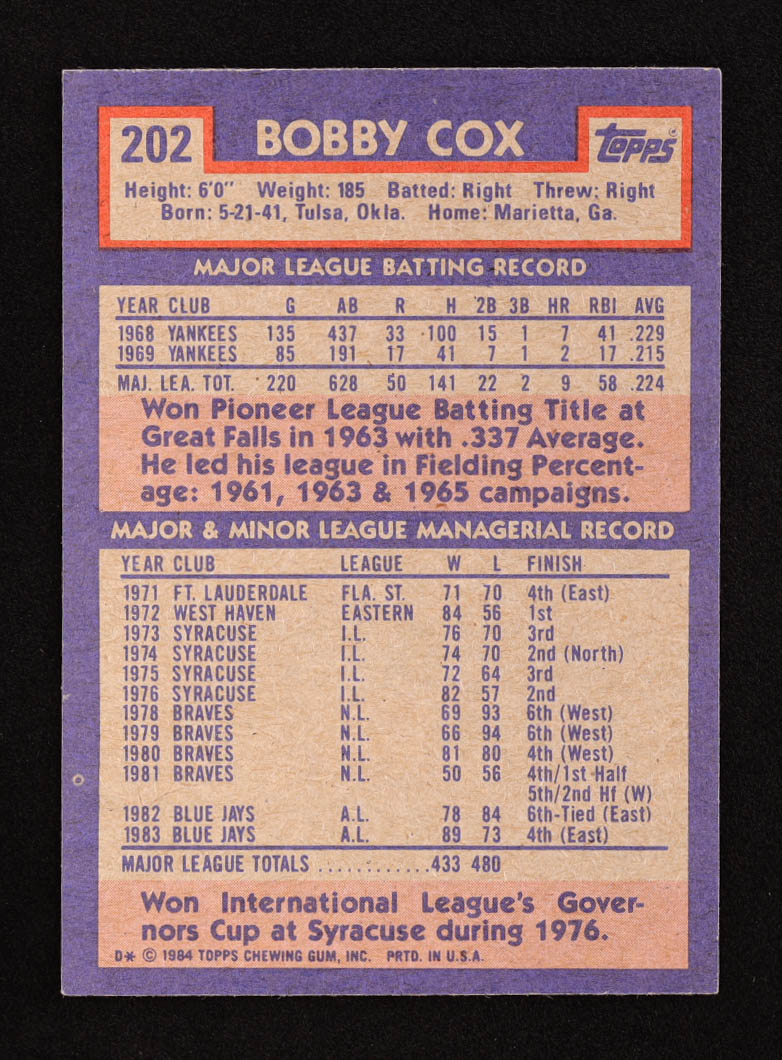 202 BOBBY COX Topps
Height: 6'0" Weight: 185 Batted: Right Threw: Right
Born: 5-21-41, Tulsa, Okla. Home: Marietta, Ga.
MAJOR LEAGUE BATTING RECORD
YEAR CLUB G AB R H 2B 3B HR RBI AVG
1968 YANKEES 135 437 33 100 15 1 7 41 .229
1969 YANKEES 85 191 17 41 7 1 2 17 .215
MAJ. LEA. TOT. 220 628 50 141 22 2 9 58 .224
Won Pioneer League Batting Title at
Great Falls in 1963 with .337 Average.
He led his league in Fielding Percent-
age: 1961, 1963 & 1965 campaigns.
MAJOR & MINOR LEAGUE MANAGERIAL RECORD
YEAR CLUB LEAGUE W L FINISH
1971 FT. LAUDERDALE FLA. ST. 71 70 4th (East)
1972 WEST HAVEN EASTERN 84 56 1st
1973 SYRACUSE I.L. 76 70 3rd
1974 SYRACUSE I.L. 74 70 2nd (North)
1975 SYRACUSE I.L. 72 64 3rd
1976 SYRACUSE I.L. 82 57 2nd
1978 BRAVES N.L. 69 93 6th (West)
1979 BRAVES N.L. 66 94 6th (West)
1980 BRAVES N.L. 81 80 4th (West)
1981 BRAVES N.L. 50 56 4th/1st Half
5th/2nd Hf (W)
1982 BLUE JAYS A.L. 78 84 6th-Tied (East)
1983 BLUE JAYS A.L. 89 73 4th (East)
MAJOR LEAGUE TOTALS ............433 480
Won International League's Gover-
nors Cup at Syracuse during 1976.
D* © 1984 TOPPS CHEWING GUM, INC. PRTD. IN U.S.A.